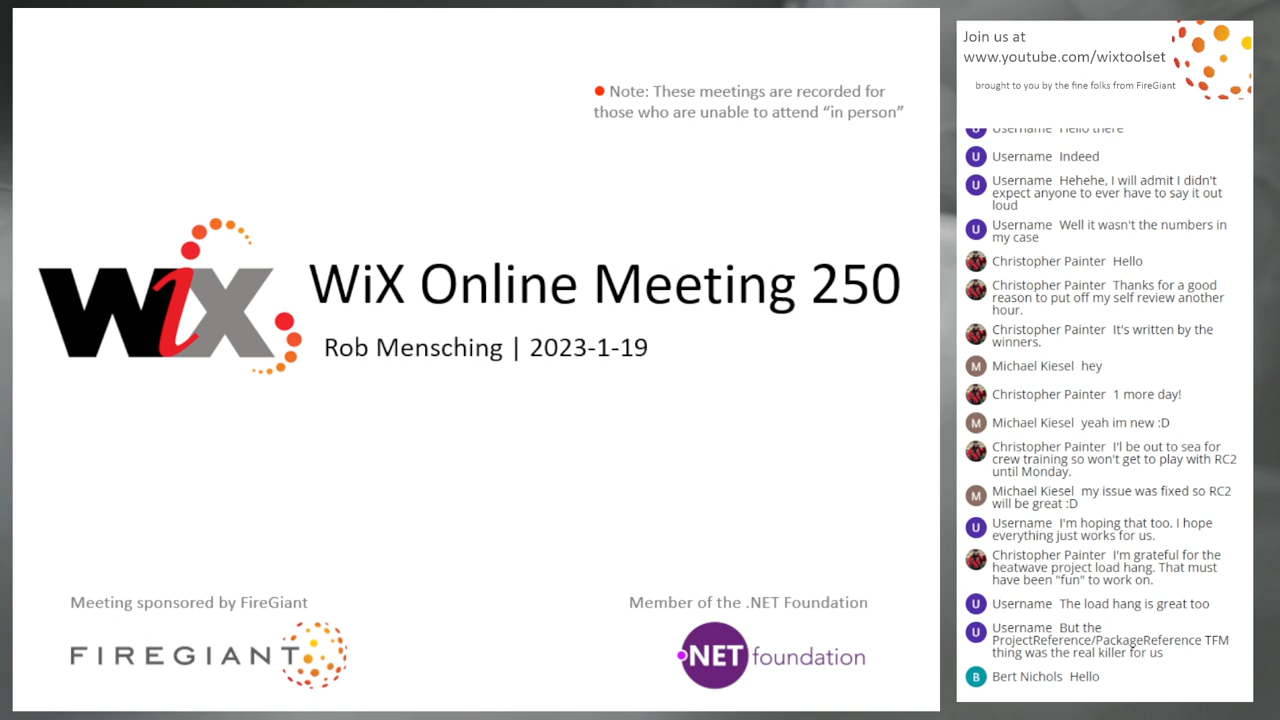 Note: These meetings are recorded for
those who are unable to attend “in person”
WiX
WiX Online Meeting 250
Rob Mensching | 2023-1-19
Meeting sponsored by FireGiant
FIREGIANT
Member of the .NET Foundation
.NET foundation
Join us at
www.youtube.com/wixtoolset
brought to you by the fine folks from FireGiant
U Username Hello there
U Username Indeed
U Username Hehehe, I will admit I didn't
expect anyone to ever have to say it out
loud
U Username Well it wasn't the numbers in
my case
Christopher Painter Hello
Christopher Painter Thanks for a good
reason to put off my self review another
hour.
Christopher Painter It's written by the
winners.
M Michael Kiesel hey
Christopher Painter 1 more day!
M Michael Kiesel yeah im new :D
Christopher Painter I'l be out to sea for
crew training so won't get to play with RC2
until Monday.
M Michael Kiesel my issue was fixed so RC2
will be great :D
U Username I'm hoping that too. I hope
everything just works for us.
Christopher Painter I'm grateful for the
heatwave project load hang. That must
have been "fun" to work on.
U Username The load hang is great too
U Username But the
ProjectReference/PackageReference TFM
thing was the real killer for us
B Bert Nichols Hello